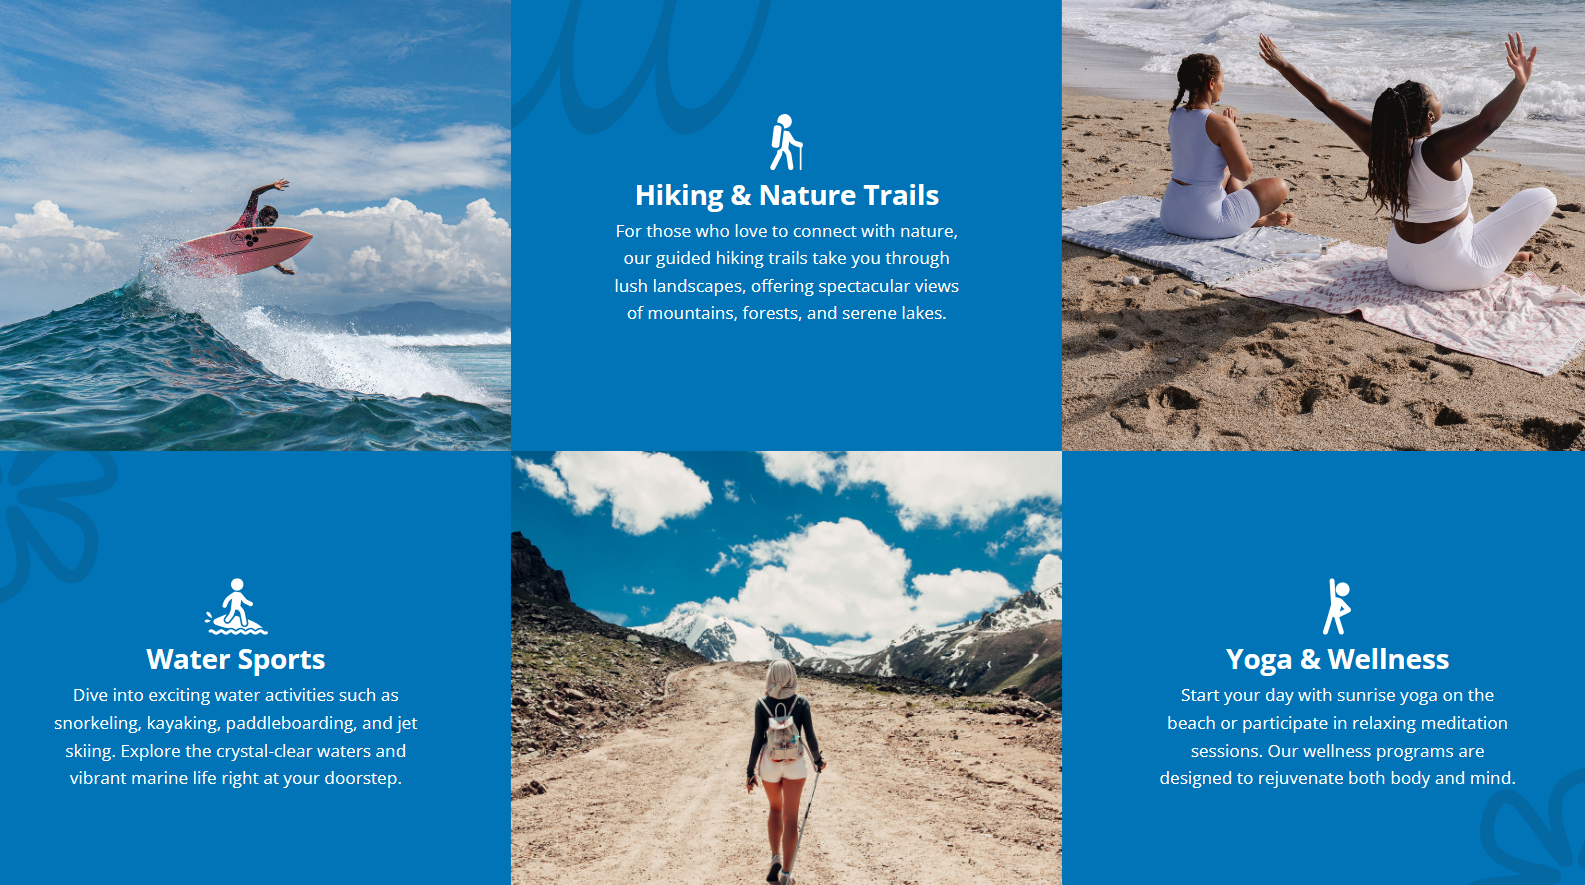 Hiking & Nature Trails
For those who love to connect with nature,
our guided hiking trails take you through
lush landscapes, offering spectacular views
of mountains, forests, and serene lakes.
Water Sports
Dive into exciting water activities such as
snorkeling, kayaking, paddleboarding, and jet
skiing. Explore the crystal-clear waters and
vibrant marine life right at your doorstep.
Yoga & Wellness
Start your day with sunrise yoga on the
beach or participate in relaxing meditation
sessions. Our wellness programs are
designed to rejuvenate both body and mind.